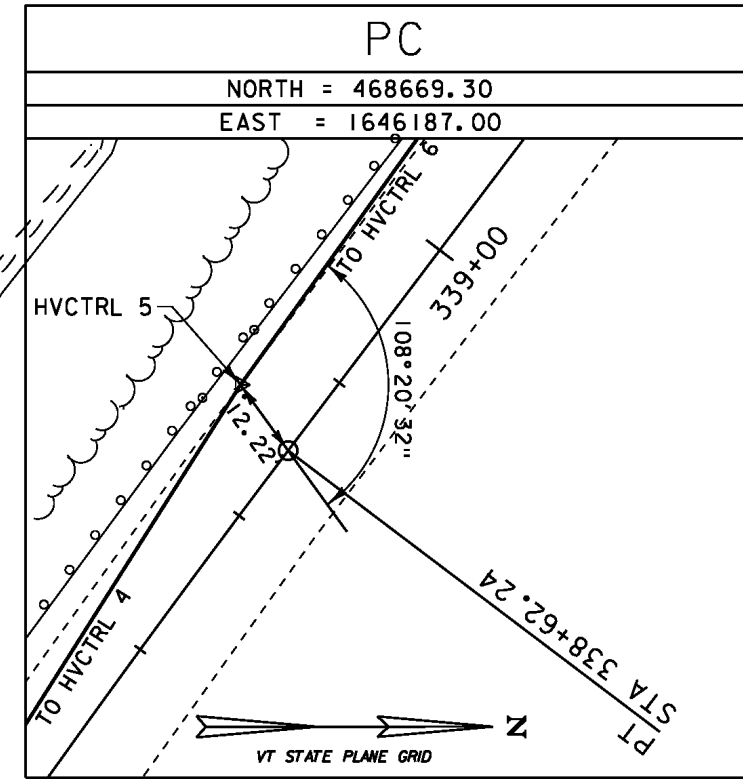 PC
NORTH = 468669.30
EAST = 1646187.00
TO HVCTRL 6
339+00
HVCTRL 5
108° 20' 32"
12.22'
TO HVCTRL 4
PT
STA 338+62.24
N
VT STATE PLANE GRID